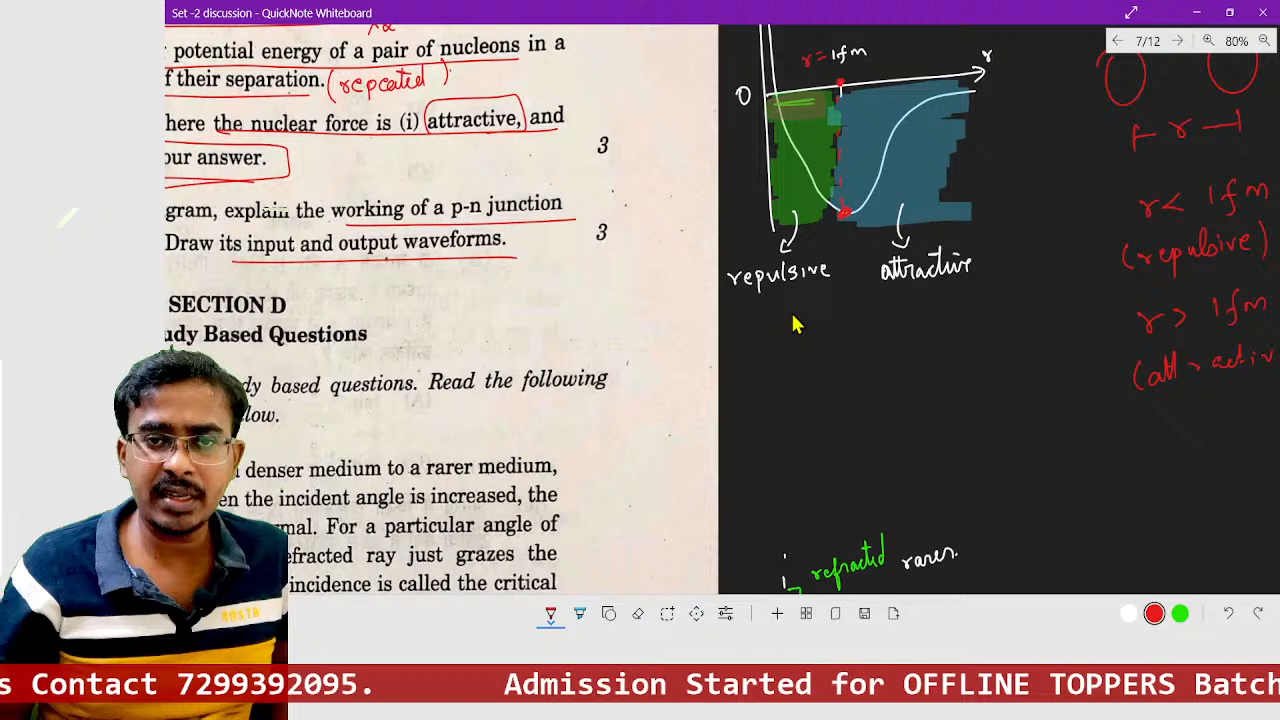 Set -2 discussion - QuickNote Whiteboard
potential energy of a pair of nucleons in a
f their separation. (repeated)
here the nuclear force is (i) attractive, and
our answer.
3
gram, explain the working of a p-n junction
Draw its input and output waveforms.
3
SECTION D
udy Based Questions
dy based questions. Read the following
low.
denser medium to a rarer medium,
en the incident angle is increased, the
mal. For a particular angle of
efracted ray just grazes the
incidence is called the critical
7/12
80%
r = 1fm
r
0
repulsive
attractive
r
r < 1fm
(repulsive)
r > 1fm
(attractiv
i
refracted rarer
BASTA
s Contact 7299392095.
Admission Started for OFFLINE TOPPERS Batch